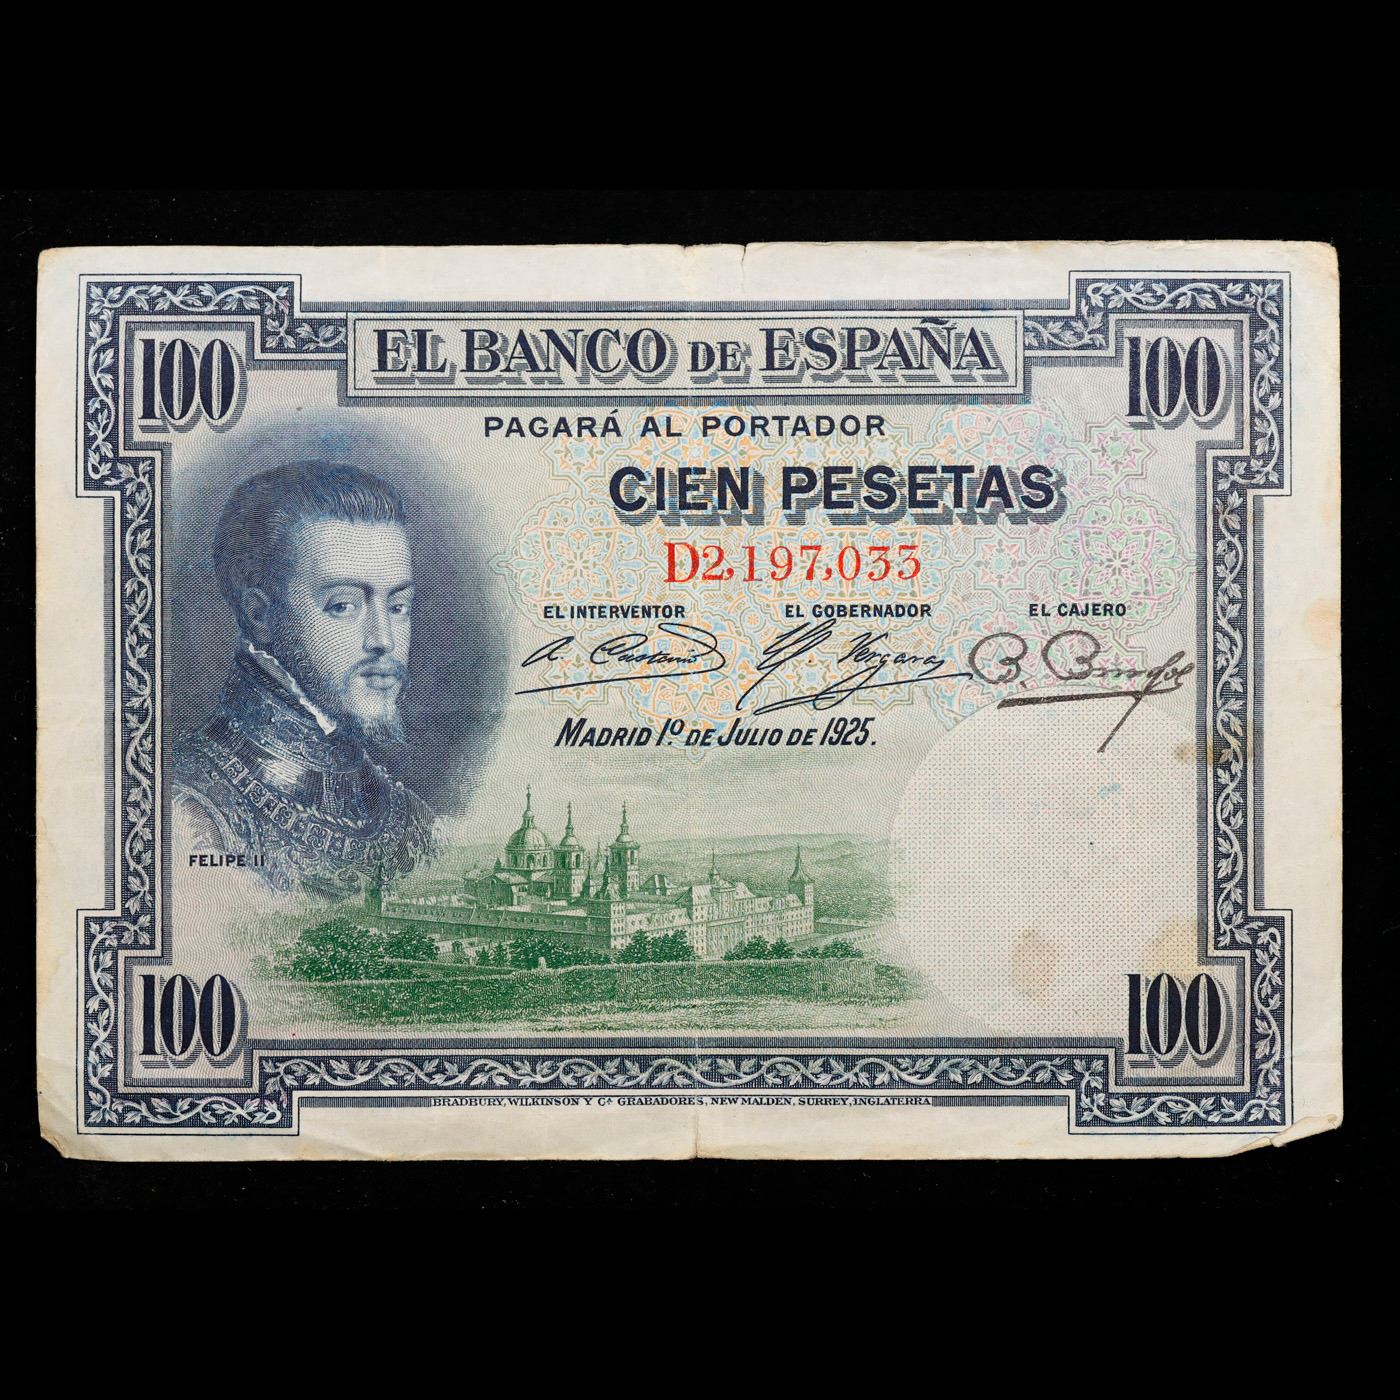 100 EL BANCO DE ESPAÑA 100
PAGARÁ AL PORTADOR
CIEN PESETAS
D2,197,033
EL INTERVENTOR EL GOBERNADOR EL CAJERO
A. Vergara B.
MADRID 1º DE JULIO DE 1925.
FELIPE II
100 100
BRADBURY, WILKINSON Y Cª GRABADORES, NEW MALDEN, SURREY, INGLATERRA